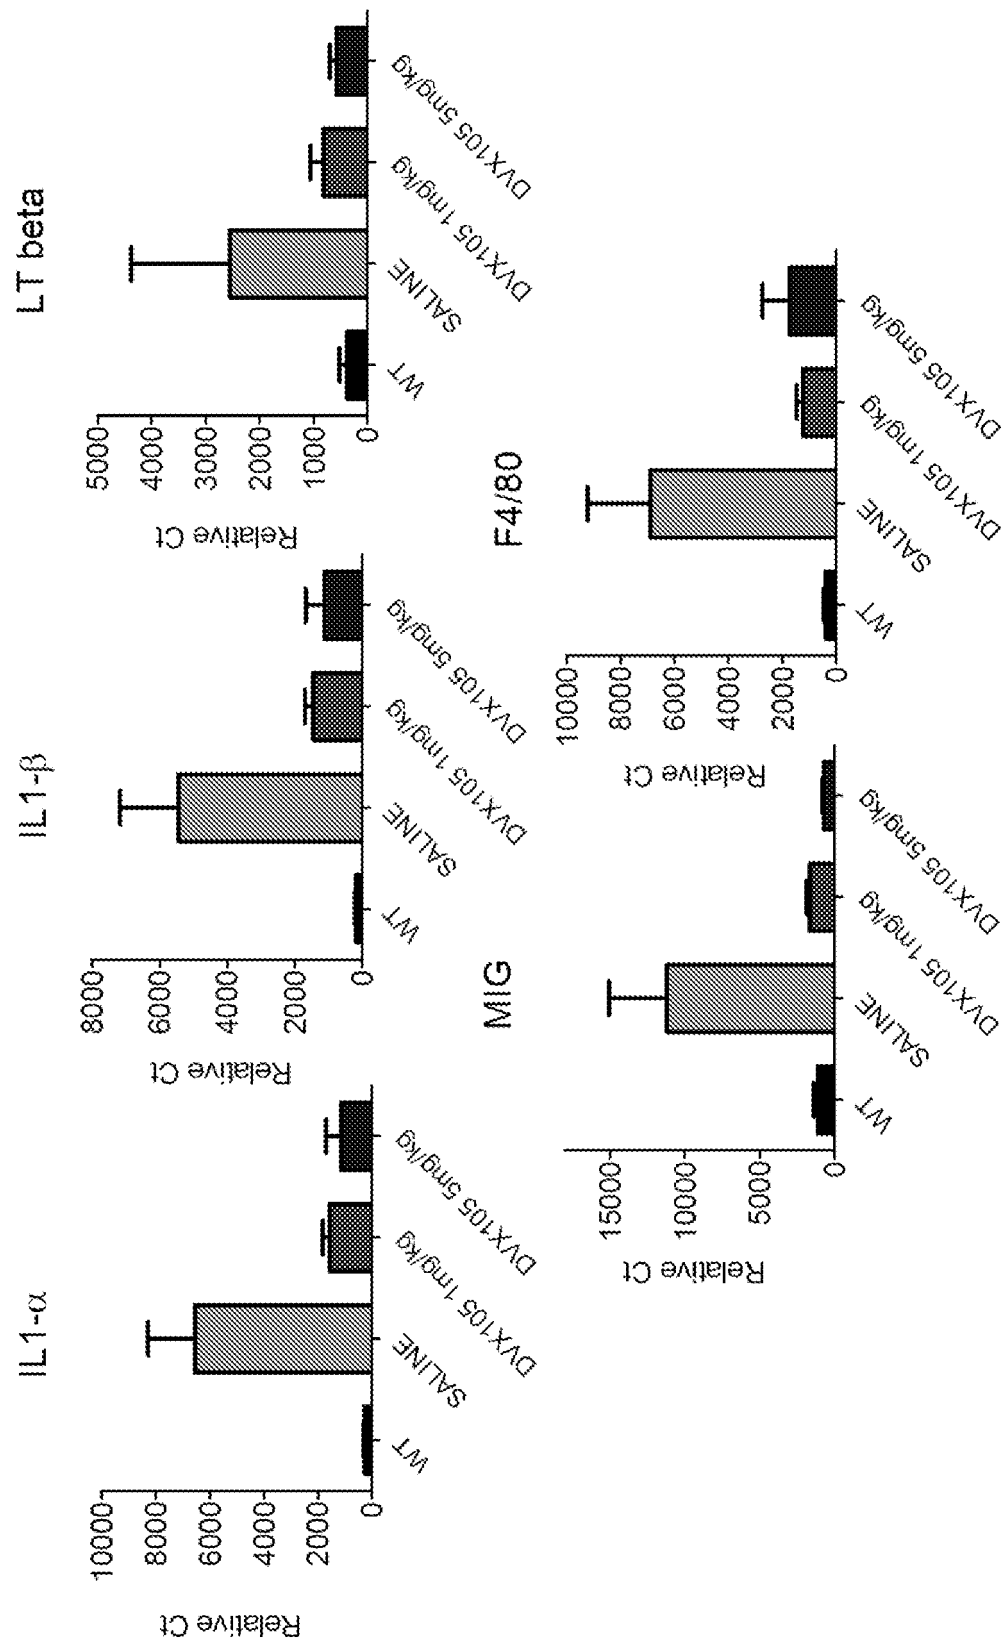 IL1-α
Relative Ct
10000
8000
6000
4000
2000
0
WT
SALINE
DVX105 1mg/kg
DVX105 5mg/kg
IL1-β
Relative Ct
8000
6000
4000
2000
0
WT
SALINE
DVX105 1mg/kg
DVX105 5mg/kg
LT beta
Relative Ct
5000
4000
3000
2000
1000
0
WT
SALINE
DVX105 1mg/kg
DVX105 5mg/kg
MIG
Relative Ct
15000
10000
5000
0
WT
SALINE
DVX105 1mg/kg
DVX105 5mg/kg
F4/80
Relative Ct
10000
8000
6000
4000
2000
0
WT
SALINE
DVX105 1mg/kg
DVX105 5mg/kg